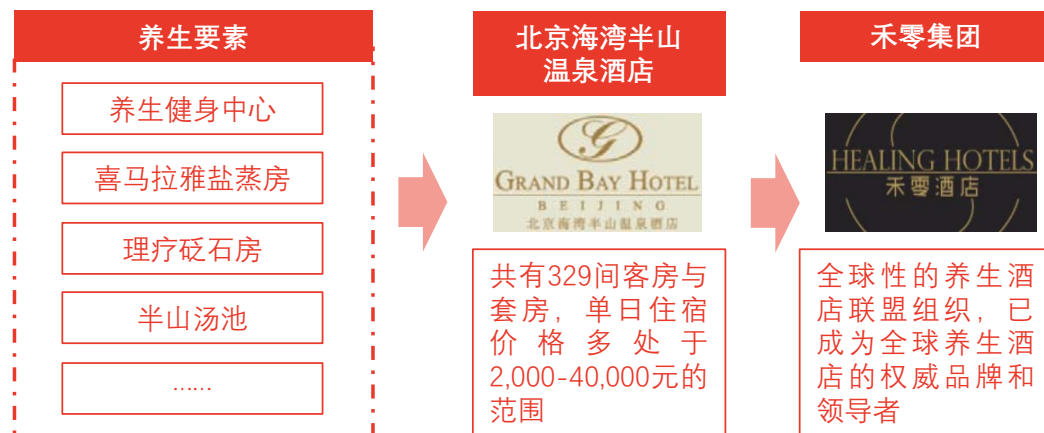 养生要素
养生健身中心
喜马拉雅盐蒸房
理疗砭石房
半山汤池
......
北京海湾半山
温泉酒店
G
GRAND BAY HOTEL
BEIJING
北京海湾半山温泉酒店
共有329间客房与
套房，单日住宿
价格多处于
2,000-40,000元的
范围
禾零集团
HEALING HOTELS
禾零酒店
全球性的养生酒
店联盟组织，已
成为全球养生酒
店的权威品牌和
领导者